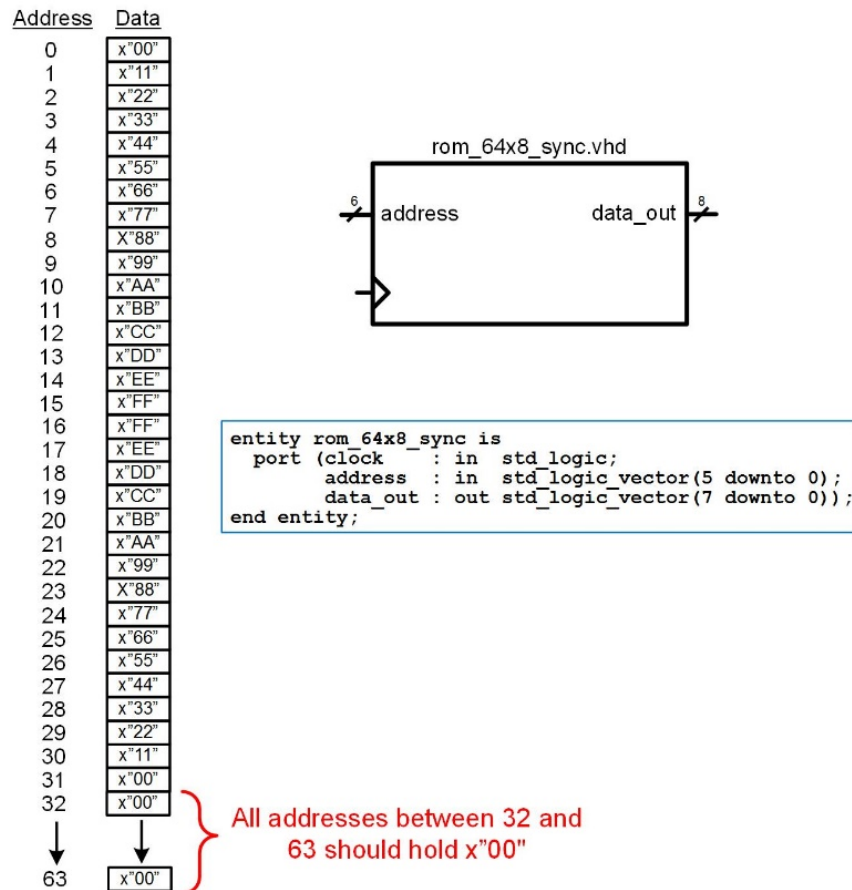 Address Data
0 x"00"
1 x"11"
2 x"22"
3 x"33"
4 x"44"
5 x"55"
6 x"66"
7 x"77"
8 X"88"
9 x"99"
10 x"AA"
11 x"BB"
12 x"CC"
13 x"DD"
14 x"EE"
15 x"FF"
16 x"FF"
17 x"EE"
18 x"DD"
19 x"CC"
20 x"BB"
21 x"AA"
22 x"99"
23 X"88"
24 x"77"
25 x"66"
26 x"55"
27 x"44"
28 x"33"
29 x"22"
30 x"11"
31 x"00"
32 x"00"
63 x"00"
All addresses between 32 and
63 should hold x"00"
rom_64x8_sync.vhd
6 address data_out 8
entity rom_64x8_sync is
port (clock : in std_logic;
address : in std_logic_vector(5 downto 0);
data_out : out std_logic_vector(7 downto 0));
end entity;